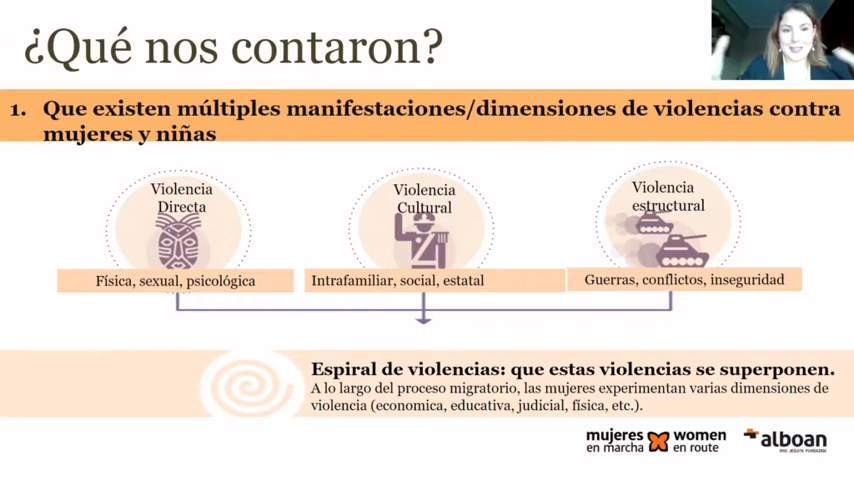 ¿Qué nos contaron?
1. Que existen múltiples manifestaciones/dimensiones de violencias contra
mujeres y niñas
Violencia
Directa
Física, sexual, psicológica
Violencia
Cultural
Intrafamiliar, social, estatal
Violencia
estructural
Guerras, conflictos, inseguridad
Espiral de violencias: que estas violencias se superponen.
A lo largo del proceso migratorio, las mujeres experimentan varias dimensiones de
violencia (economica, educativa, judicial, física, etc.).
mujeres women
en marcha en route
alboan
ONG JESUITA FUNDAZIOA